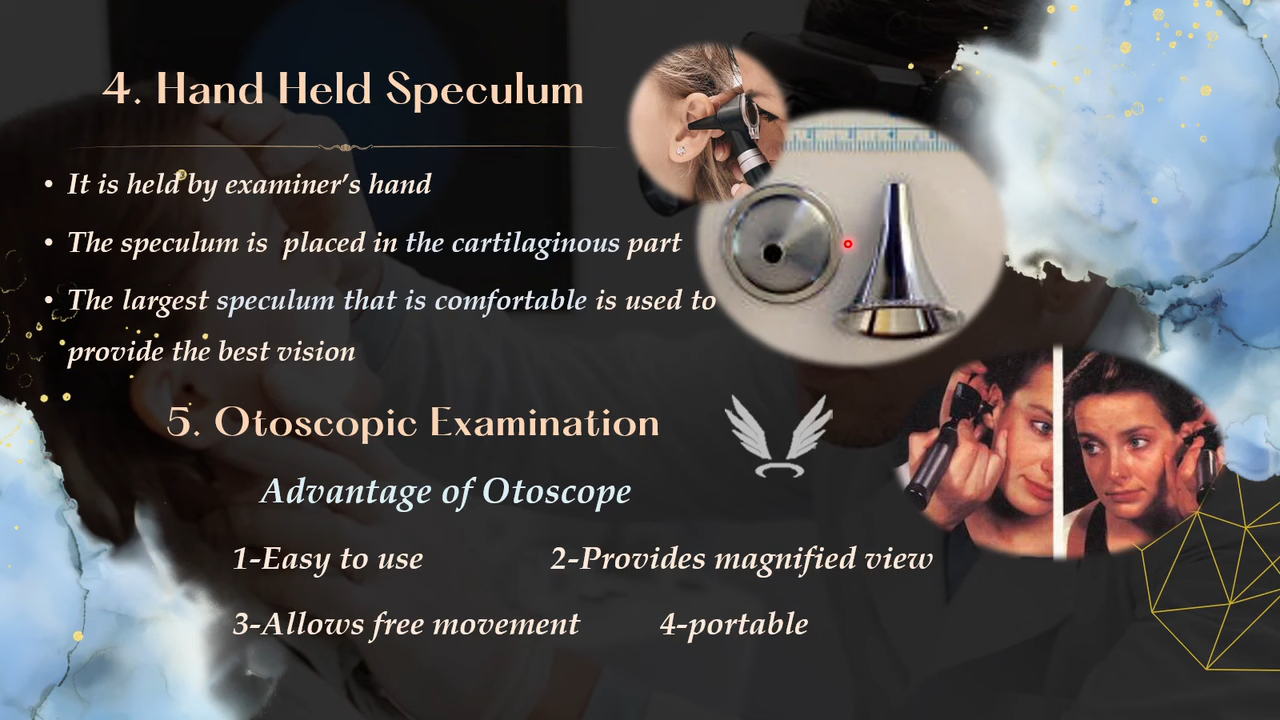 4. Hand Held Speculum
• It is held by examiner's hand
• The speculum is  placed in the cartilaginous part
• The largest speculum that is comfortable is used to
provide the best vision
5. Otoscopic Examination
Advantage of Otoscope
1-Easy to use 2-Provides magnified view
3-Allows free movement 4-portable